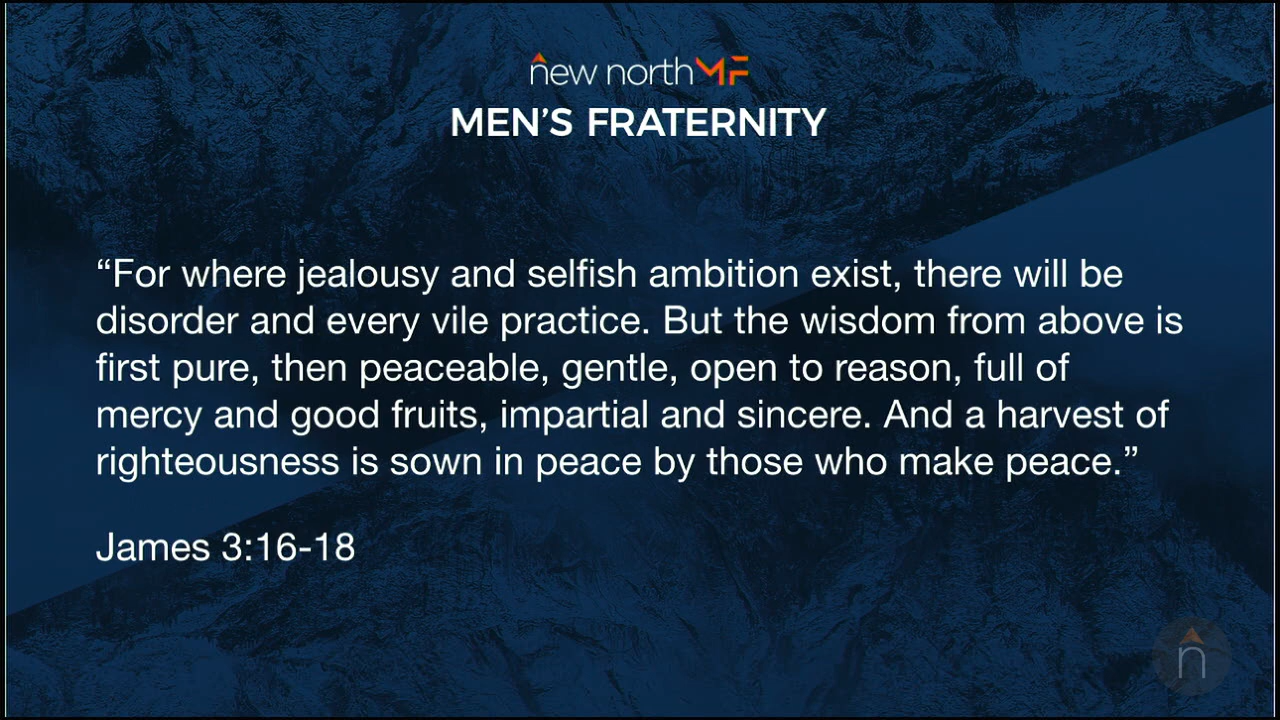 new north MF
MEN'S FRATERNITY
“For where jealousy and selfish ambition exist, there will be
disorder and every vile practice. But the wisdom from above is
first pure, then peaceable, gentle, open to reason, full of
mercy and good fruits, impartial and sincere. And a harvest of
righteousness is sown in peace by those who make peace.”
James 3:16-18
n